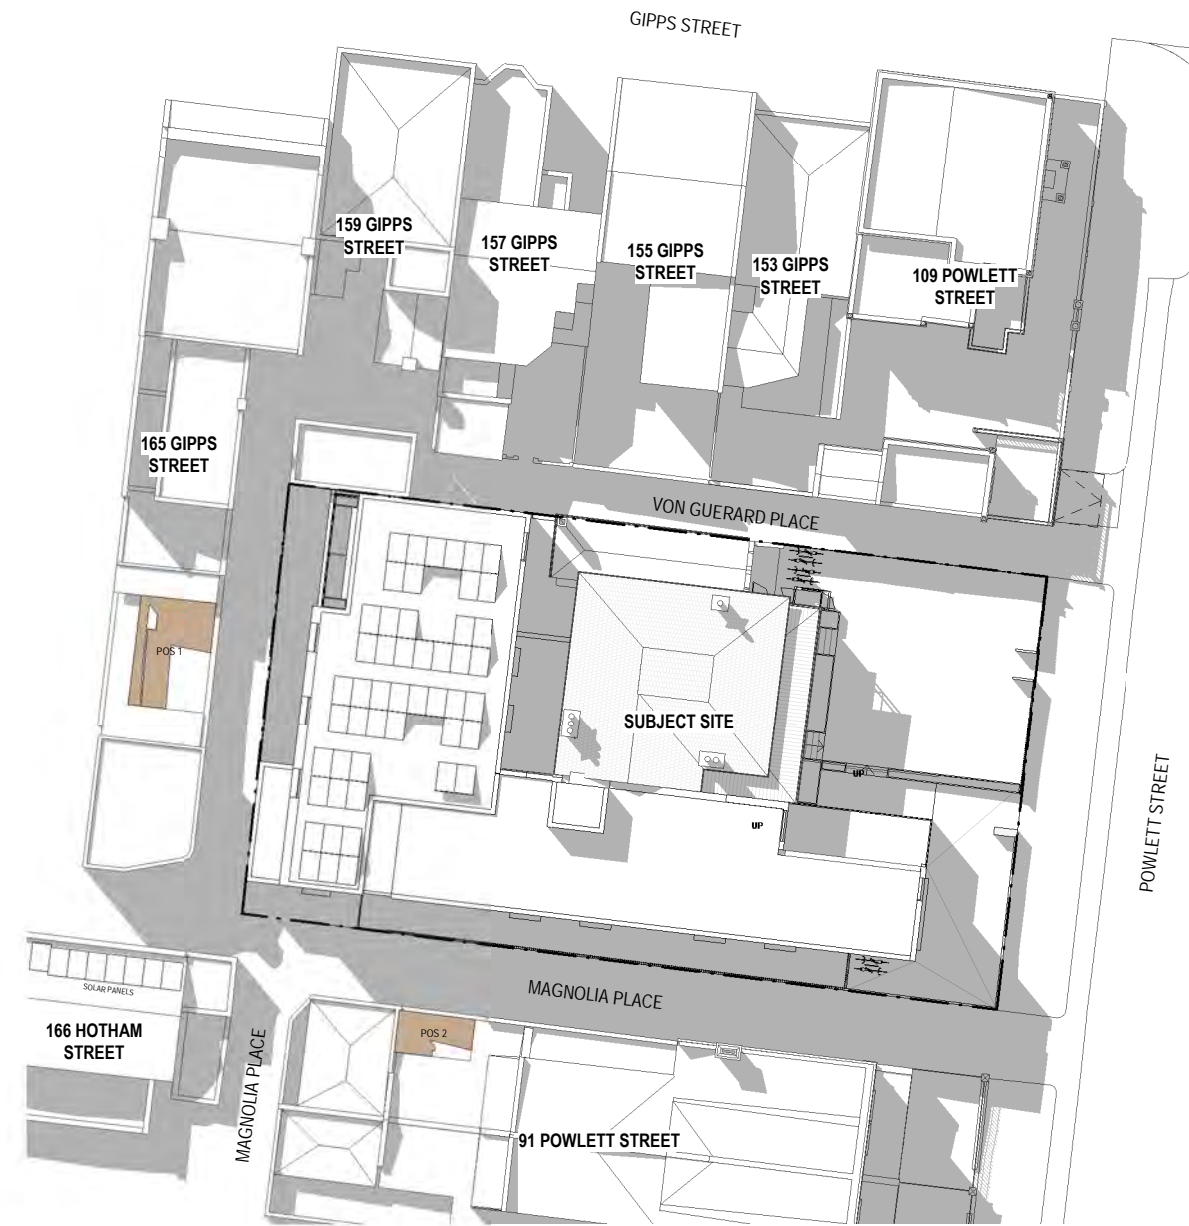 GIPPS STREET
159 GIPPS
STREET
157 GIPPS
STREET
155 GIPPS
STREET
153 GIPPS
STREET
109 POWLETT
STREET
165 GIPPS
STREET
VON GUERARD PLACE
POS 1
SUBJECT SITE
UP
UP
POWLETT STREET
SOLAR PANELS
MAGNOLIA PLACE
166 HOTHAM
STREET
POS 2
MAGNOLIA PLACE
91 POWLETT STREET